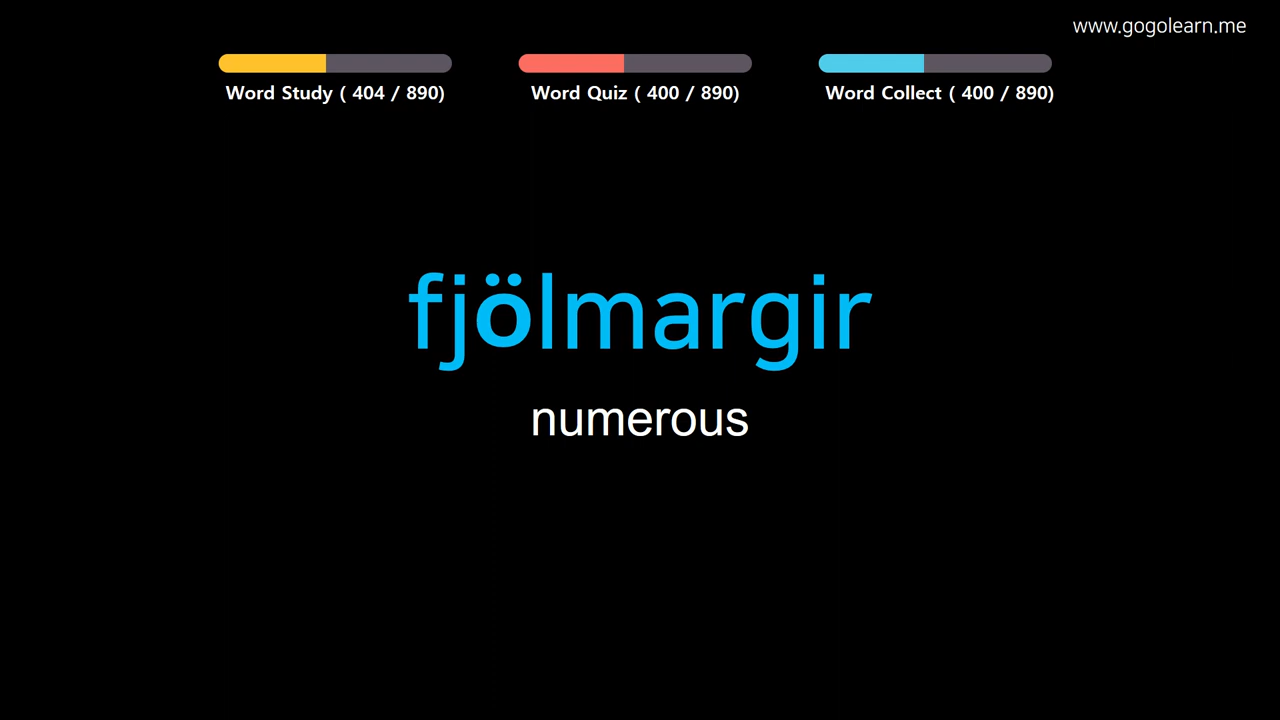 www.gogolearn.me
Word Study ( 404 / 890)
Word Quiz ( 400 / 890)
Word Collect ( 400 / 890)
fjölmargir
numerous